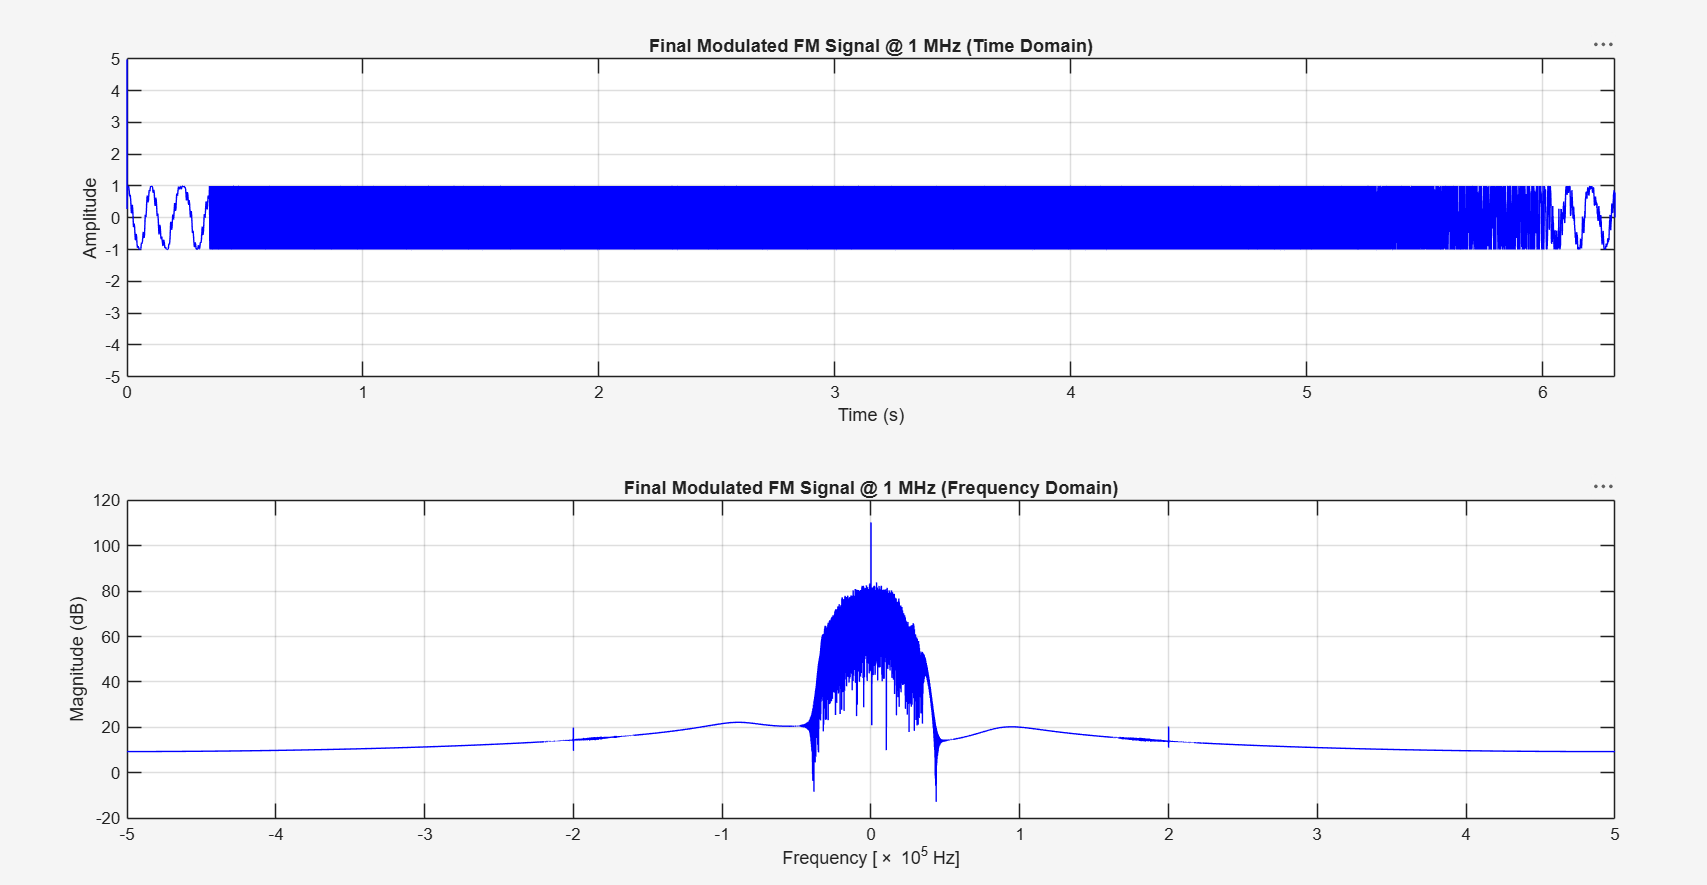 Final Modulated FM Signal @ 1 MHz (Time Domain)
5
4
3
2
1
0
-1
-2
-3
-4
-5
Amplitude
0 1 2 3 4 5 6
Time (s)
Final Modulated FM Signal @ 1 MHz (Frequency Domain)
120
100
80
60
40
20
0
-20
Magnitude (dB)
-5 -4 -3 -2 -1 0 1 2 3 4 5
Frequency [ × 10⁵ Hz]